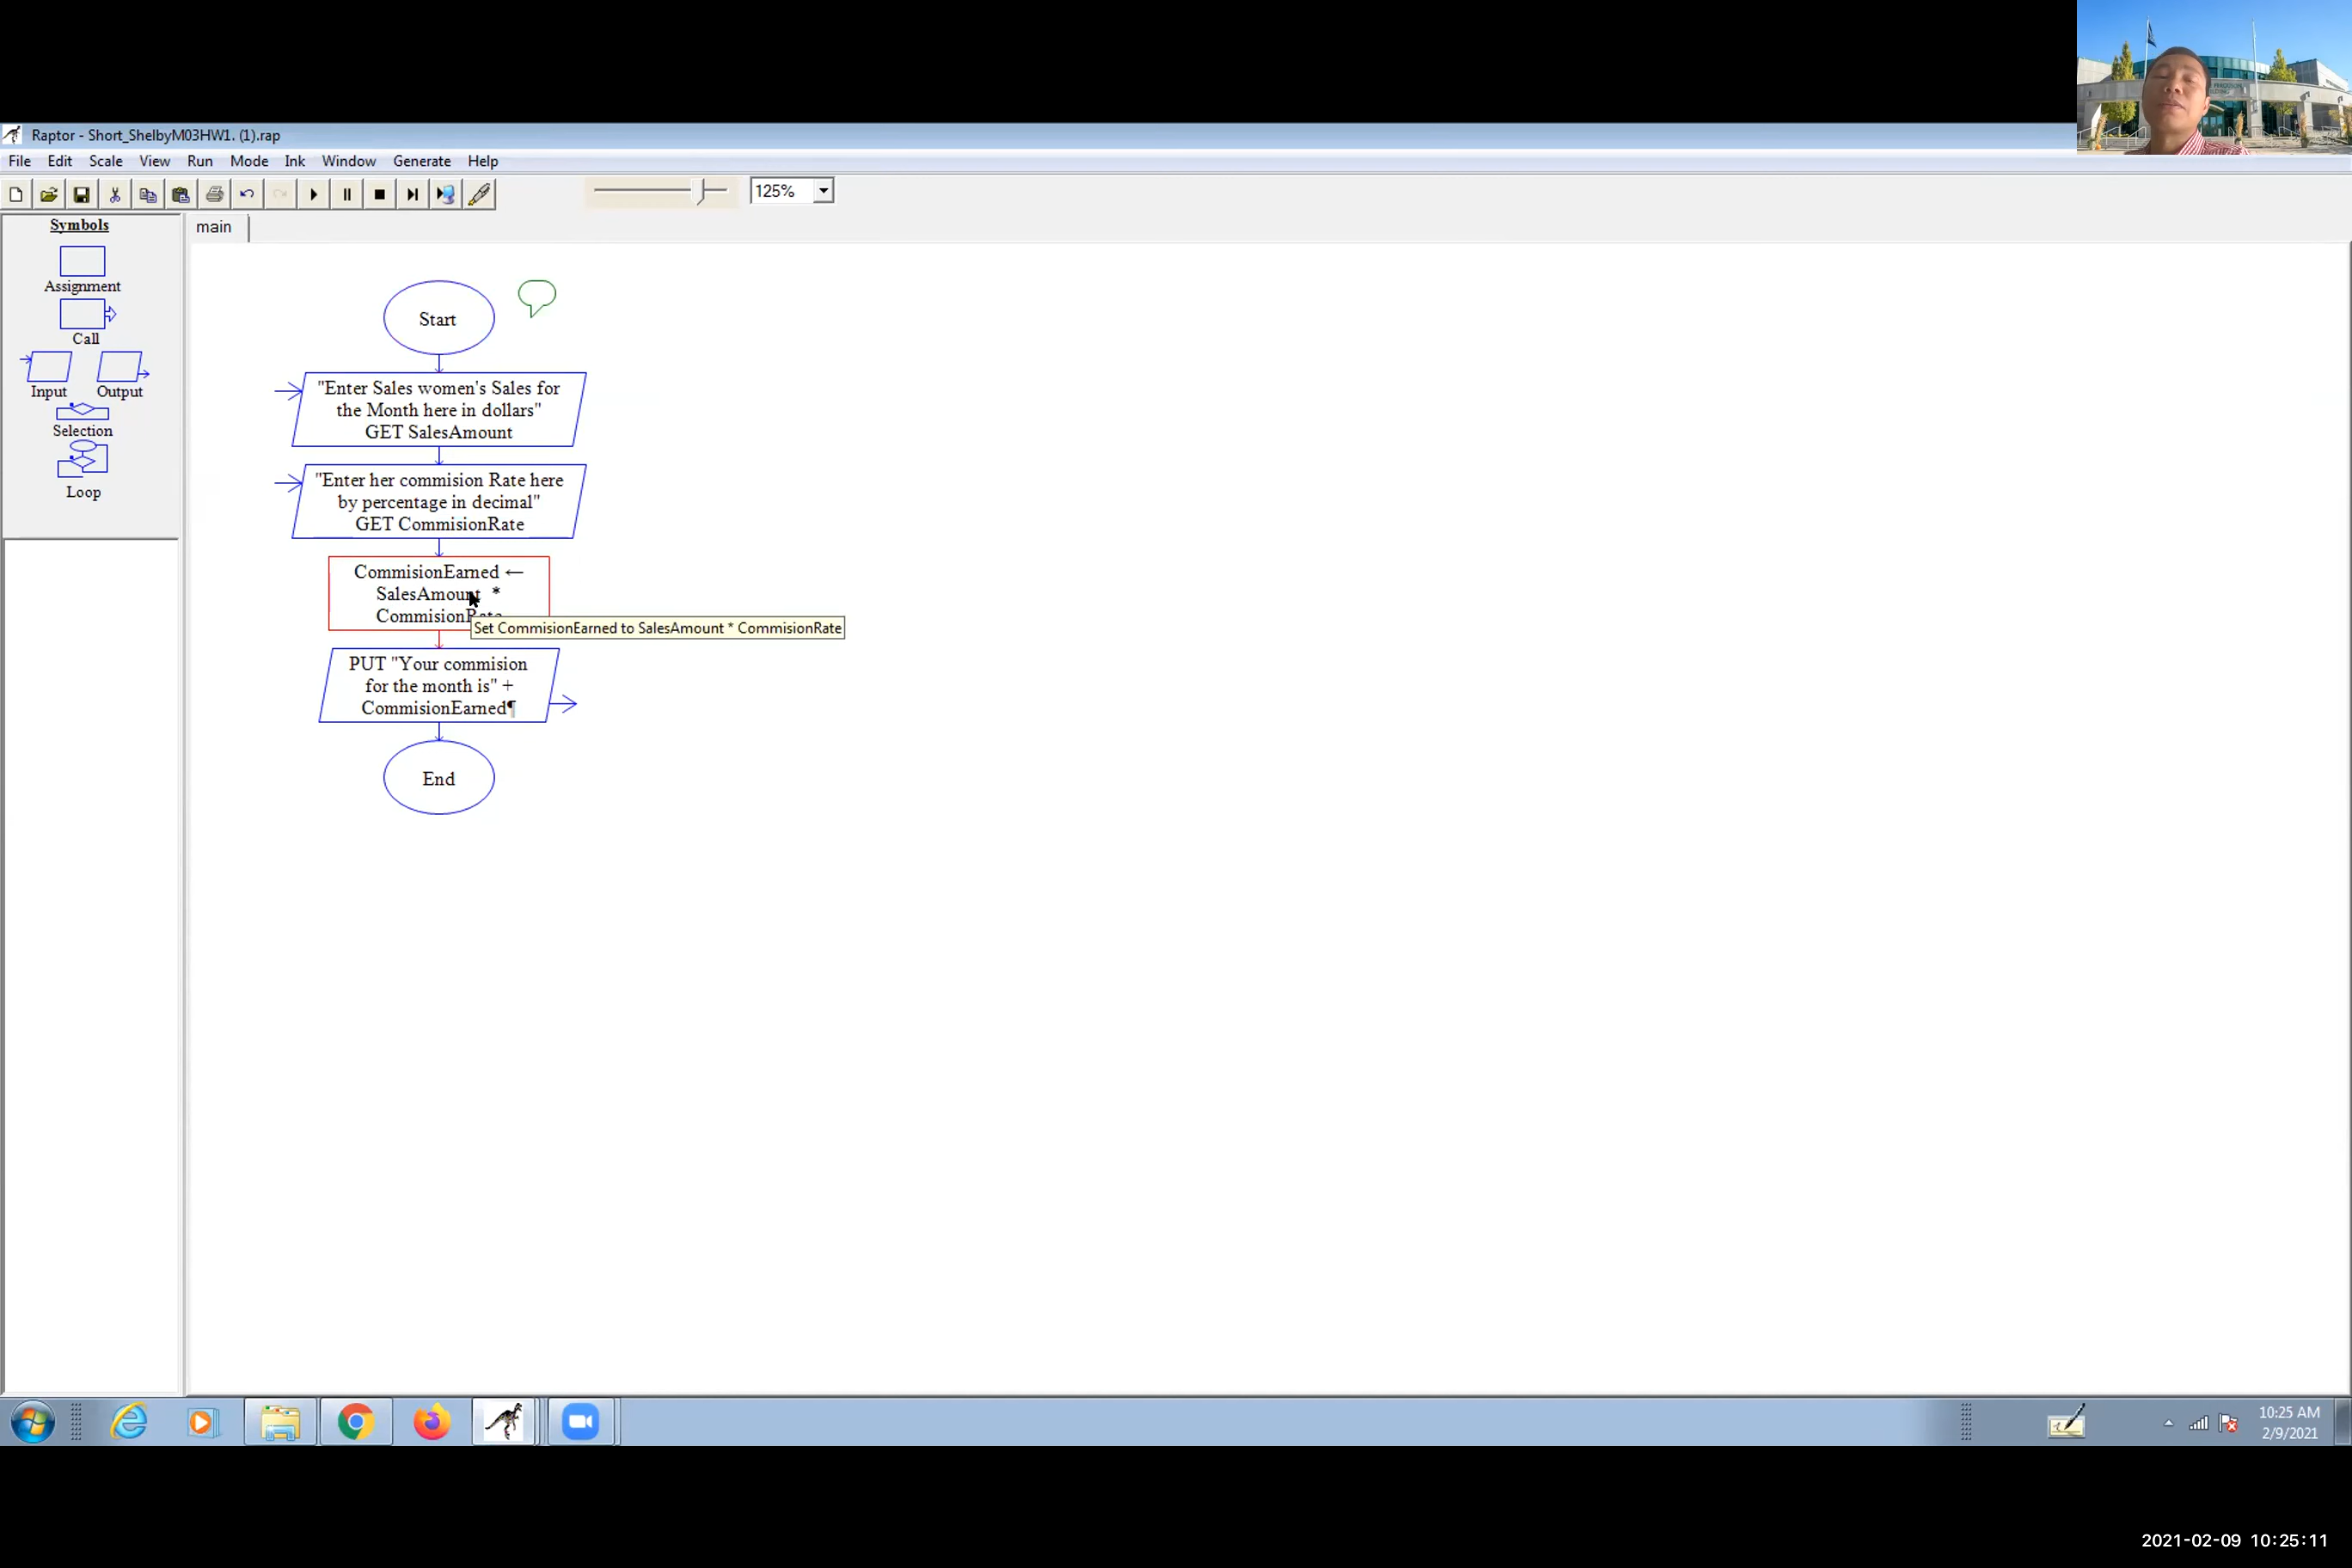 Raptor - Short_ShelbyM03HW1. (1).rap
File Edit Scale View Run Mode Ink Window Generate Help
125%
Symbols
main
Assignment
Call
Input Output
Selection
Loop
Start
"Enter Sales women's Sales for
the Month here in dollars"
GET SalesAmount
"Enter her commision Rate here
by percentage in decimal"
GET CommisionRate
CommisionEarned ←
SalesAmount *
CommisionRate
Set CommisionEarned to SalesAmount * CommisionRate
PUT "Your commision
for the month is" +
CommisionEarned¶
End
10:25 AM
2/9/2021
2021-02-09 10:25:11